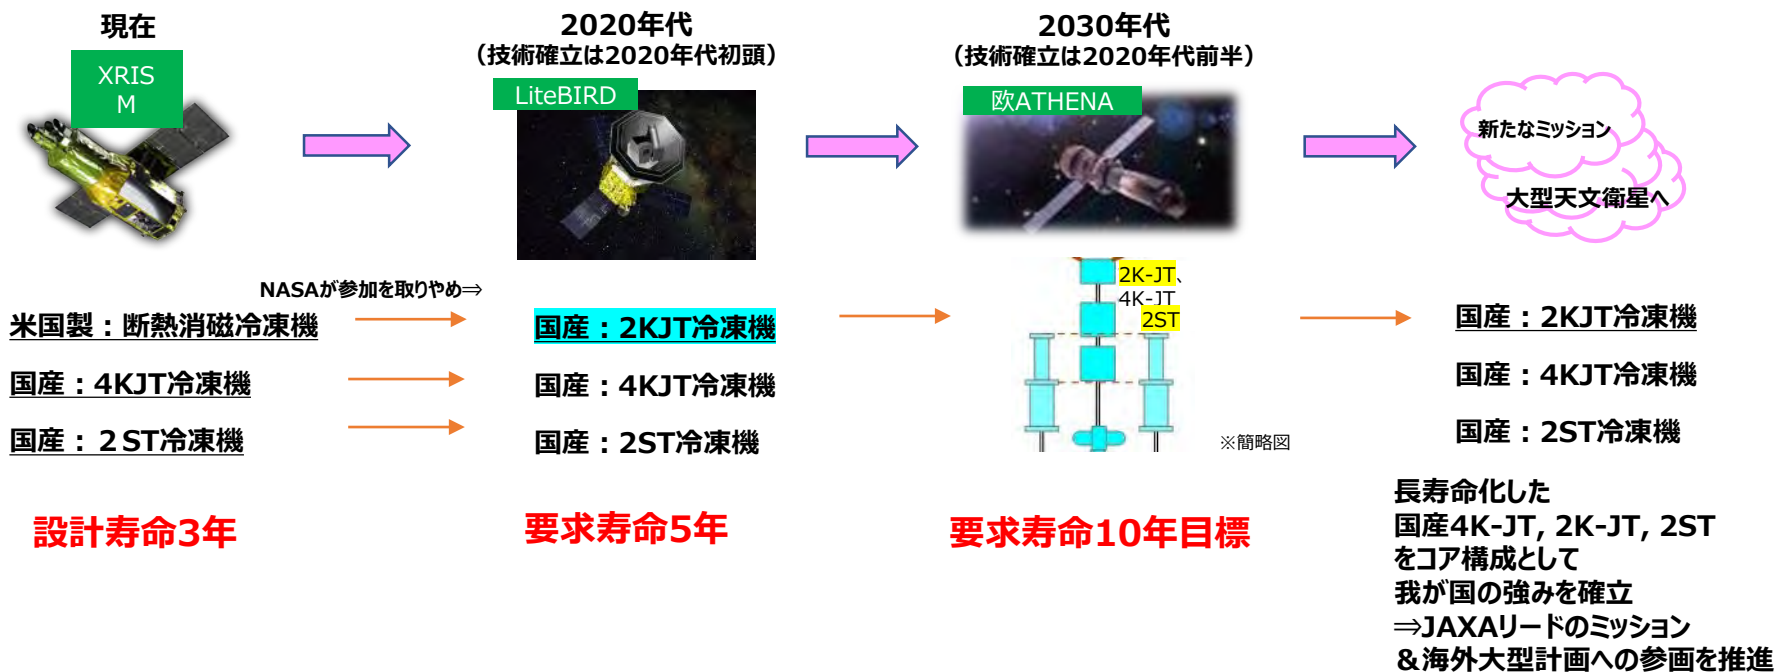 現在
XRIS
M
2020年代
（技術確立は2020年代初頭）
LiteBIRD
2030年代
（技術確立は2020年代前半）
欧ATHENA
新たなミッション
大型天文衛星へ
NASAが参加を取りやめ⇒
米国製：断熱消磁冷凍機
国産：4KJT冷凍機
国産：２ST冷凍機
設計寿命3年
国産：2KJT冷凍機
国産：4KJT冷凍機
国産：2ST冷凍機
要求寿命5年
2K-JT、
4K-JT
2ST
※簡略図
要求寿命10年目標
国産：2KJT冷凍機
国産：4KJT冷凍機
国産：2ST冷凍機
長寿命化した
国産4K-JT, 2K-JT, 2ST
をコア構成として
我が国の強みを確立
⇒JAXAリードのミッション
＆海外大型計画への参画を推進